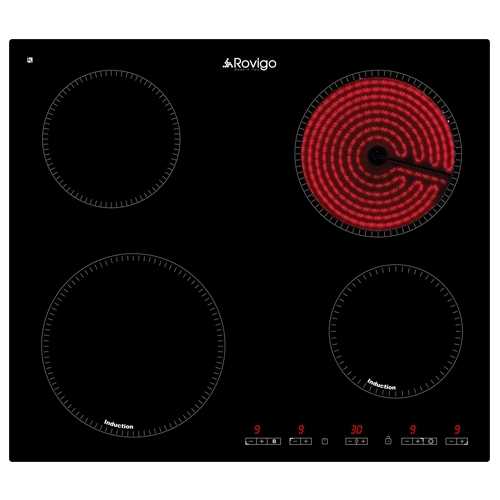 Rovigo
Induction
Induction
9 9 30 9 9
- + - + - + - + - +